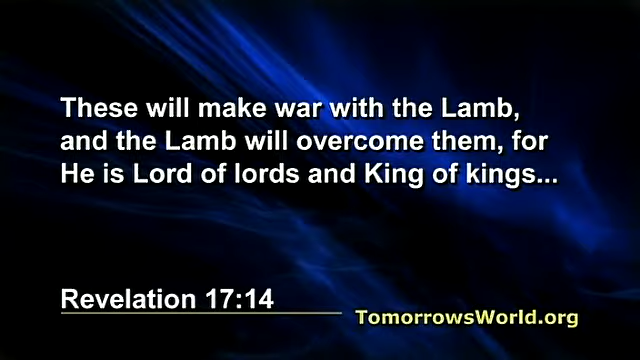 These will make war with the Lamb,
and the Lamb will overcome them, for
He is Lord of lords and King of kings...
Revelation 17:14
TomorrowsWorld.org